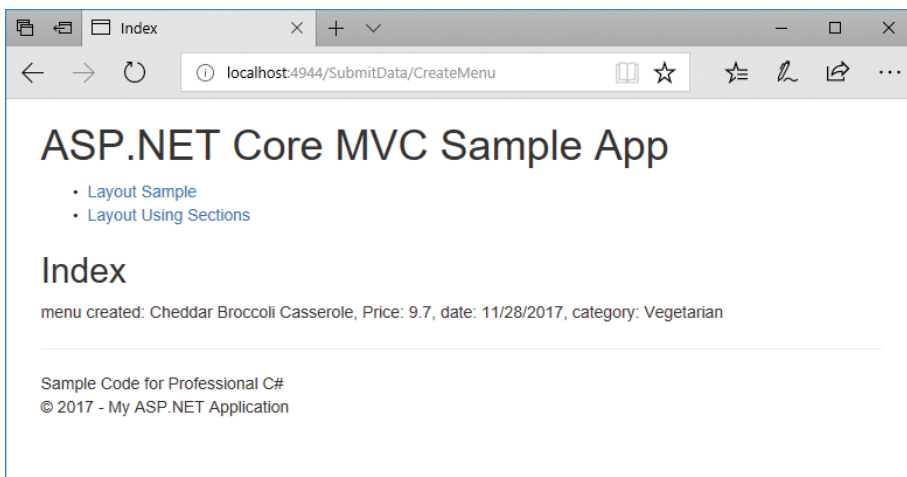 Index
localhost:4944/SubmitData/CreateMenu
ASP.NET Core MVC Sample App
• Layout Sample
• Layout Using Sections
Index
menu created: Cheddar Broccoli Casserole, Price: 9.7, date: 11/28/2017, category: Vegetarian
Sample Code for Professional C#
© 2017 - My ASP.NET Application